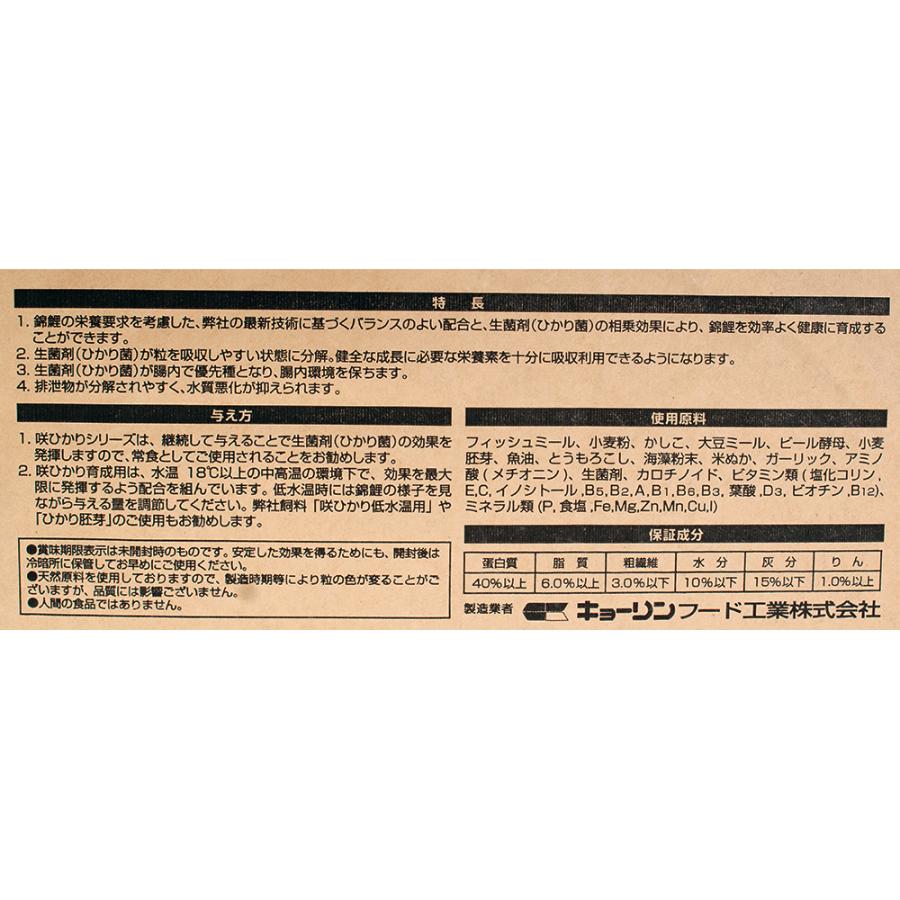 特 長
1. 錦鯉の栄養要求を考慮した、弊社の最新技術に基づくバランスのよい配合と、生菌剤(ひかり菌)の相乗効果により、錦鯉を効率よく健康に育成する
ことができます。
2. 生菌剤(ひかり菌)が粒を吸収しやすい状態に分解。健全な成長に必要な栄養素を十分に吸収利用できるようになります。
3. 生菌剤(ひかり菌)が腸内で優先種となり、腸内環境を保ちます。
4. 排泄物が分解されやすく、水質悪化が抑えられます。
与え方
1. 咲ひかりシリーズは、継続して与えることで生菌剤(ひかり菌)の効果を
発揮しますので、常食としてご使用されることをお勧めします。
2. 咲ひかり育成用は、水温 18℃以上の中高温の環境下で、効果を最大
限に発揮するよう配合を組んでいます。低水温時には錦鯉の様子を見
ながら与える量を調節してください。弊社飼料「咲ひかり低水温用」や
「ひかり胚芽」のご使用もお勧めします。
●賞味期限表示は未開封時のものです。安定した効果を得るためにも、開封後は
冷暗所に保管してお早めにご使用ください。
●天然原料を使用しておりますので、製造時期等により粒の色が変ることがご
ざいますが、品質には影響ございません。
●人間の食品ではありません。
使用原料
フィッシュミール、小麦粉、かしこ、大豆ミール、ビール酵母、小麦
胚芽、魚油、とうもろこし、海藻粉末、米ぬか、ガーリック、アミノ
酸(メチオニン)、生菌剤、カロチノイド、ビタミン類(塩化コリン,
E,C,イノシトール,B5,B2,A,B1,B6,B3,葉酸,D3,ビオチン,B12)、
ミネラル類(P,食塩,Fe,Mg,Zn,Mn,Cu,I)
保証成分
蛋白質 脂 質 粗繊維 水 分 灰 分 りん
40%以上 6.0%以上 3.0%以下 10%以下 15%以下 1.0%以上
製造業者 キョーリンフード工業株式会社